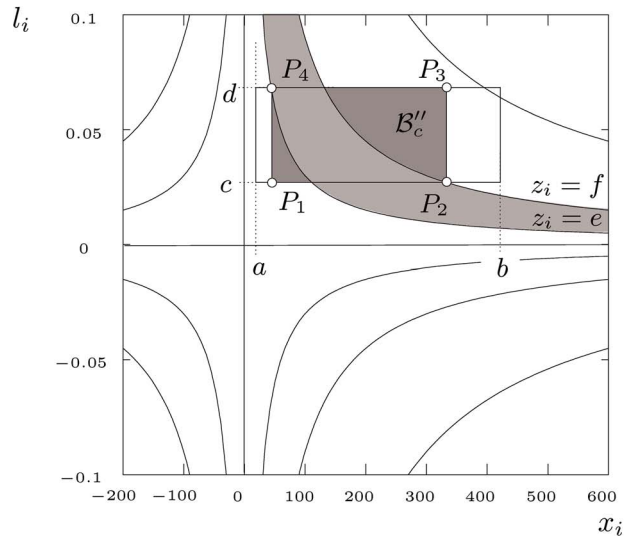 l_i
0.1
P_4
P_3
d
B_c''
0.05
c
P_1
P_2
z_i = f
z_i = e
0
a
b
−0.05
−0.1
−200 −100 0 100 200 300 400 500 600
x_i